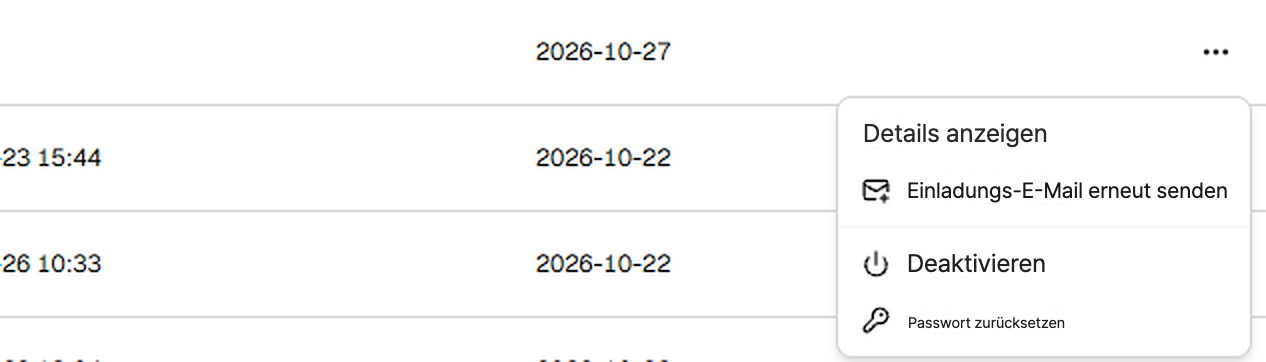 2026-10-27
Details anzeigen
-23 15:44 2026-10-22
Einladungs-E-Mail erneut senden
-26 10:33 2026-10-22
Deaktivieren
Passwort zurücksetzen